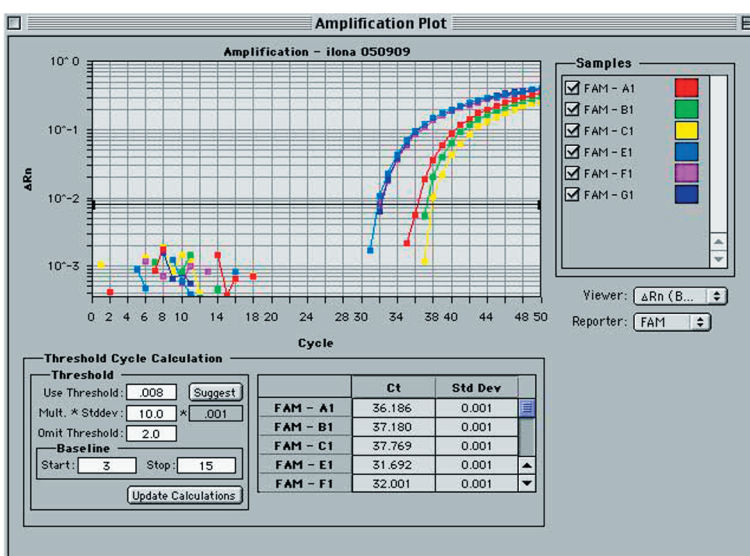 Amplification Plot
Amplification - ilona 050909
10^ 0
10^-1
10^-2
10^-3
ΔRn
0 2 4 6 8 10 12 14 18 20 24 28 30 34 38 40 44 48 50
Cycle
Samples
FAM - A1
FAM - B1
FAM - C1
FAM - E1
FAM - F1
FAM - G1
Viewer: ΔRn (B...
Reporter: FAM
Threshold Cycle Calculation
Threshold
Use Threshold: .008 Suggest
Mult. * Stddev: 10.0 * .001
Omit Threshold: 2.0
Baseline
Start: 3 Stop: 15
Update Calculations
Ct Std Dev
FAM - A1 36.186 0.001
FAM - B1 37.180 0.001
FAM - C1 37.769 0.001
FAM - E1 31.692 0.001
FAM - F1 32.001 0.001